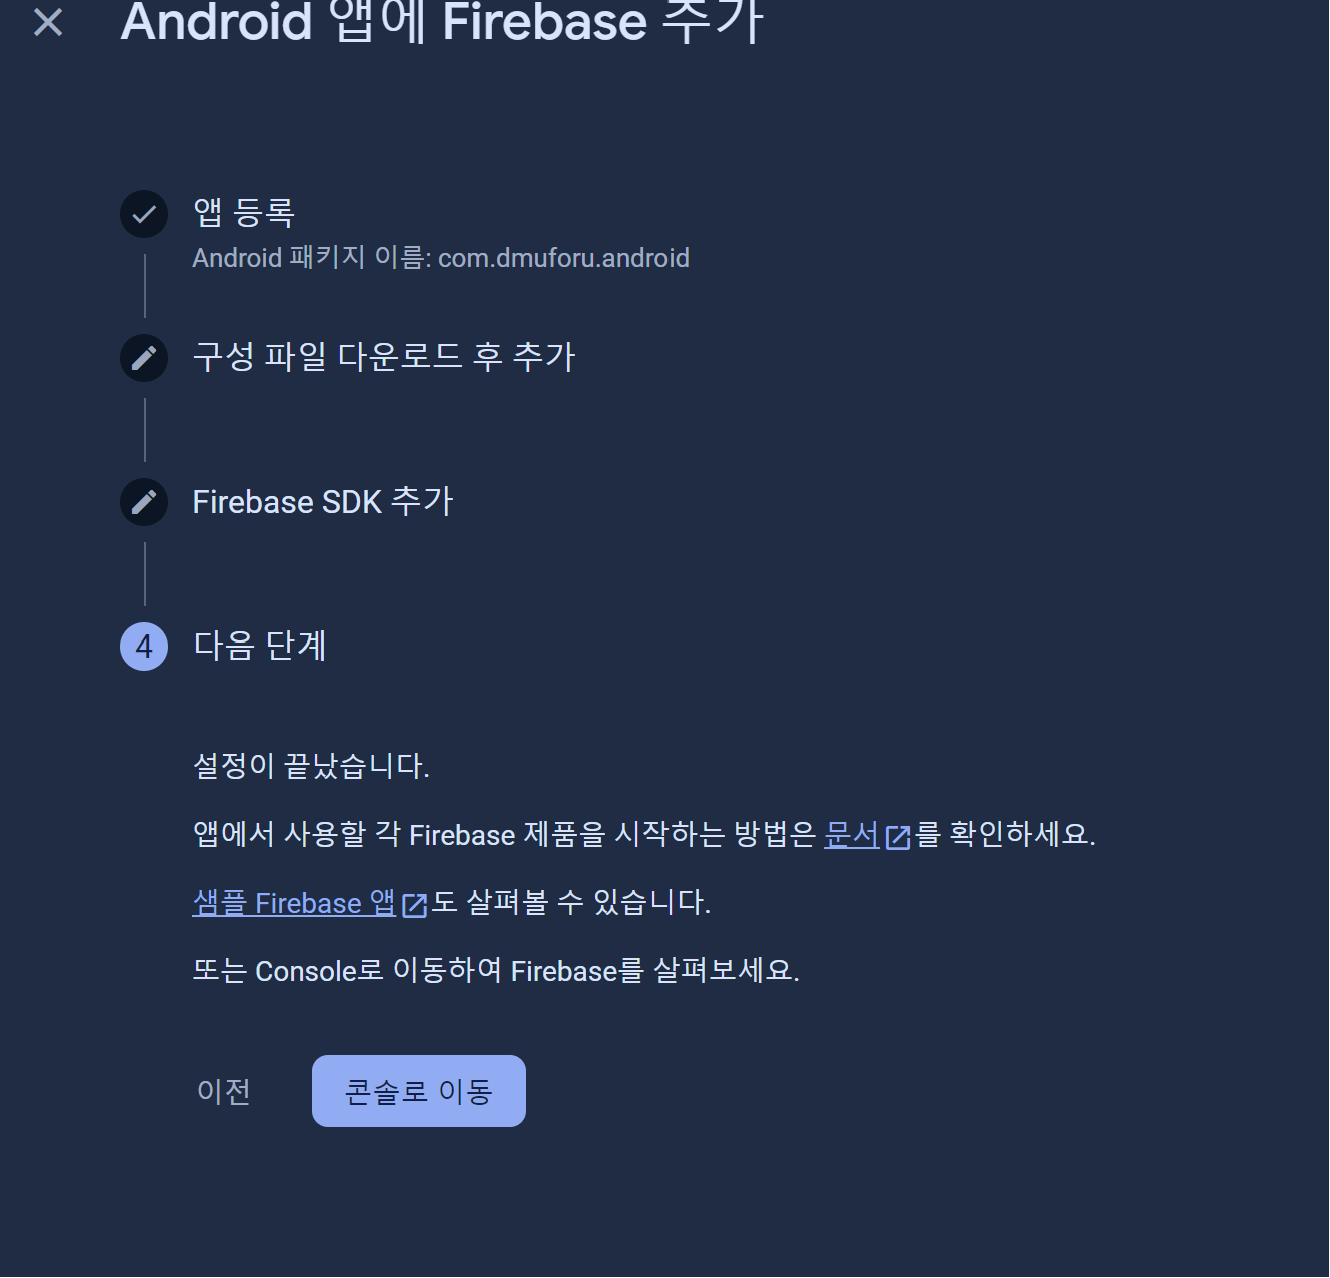 Android 앱에 Firebase 추가
앱 등록
Android 패키지 이름: com.dmuforu.android
구성 파일 다운로드 후 추가
Firebase SDK 추가
4 다음 단계
설정이 끝났습니다.
앱에서 사용할 각 Firebase 제품을 시작하는 방법은 문서를 확인하세요.
샘플 Firebase 앱도 살펴볼 수 있습니다.
또는 Console로 이동하여 Firebase를 살펴보세요.
이전 콘솔로 이동